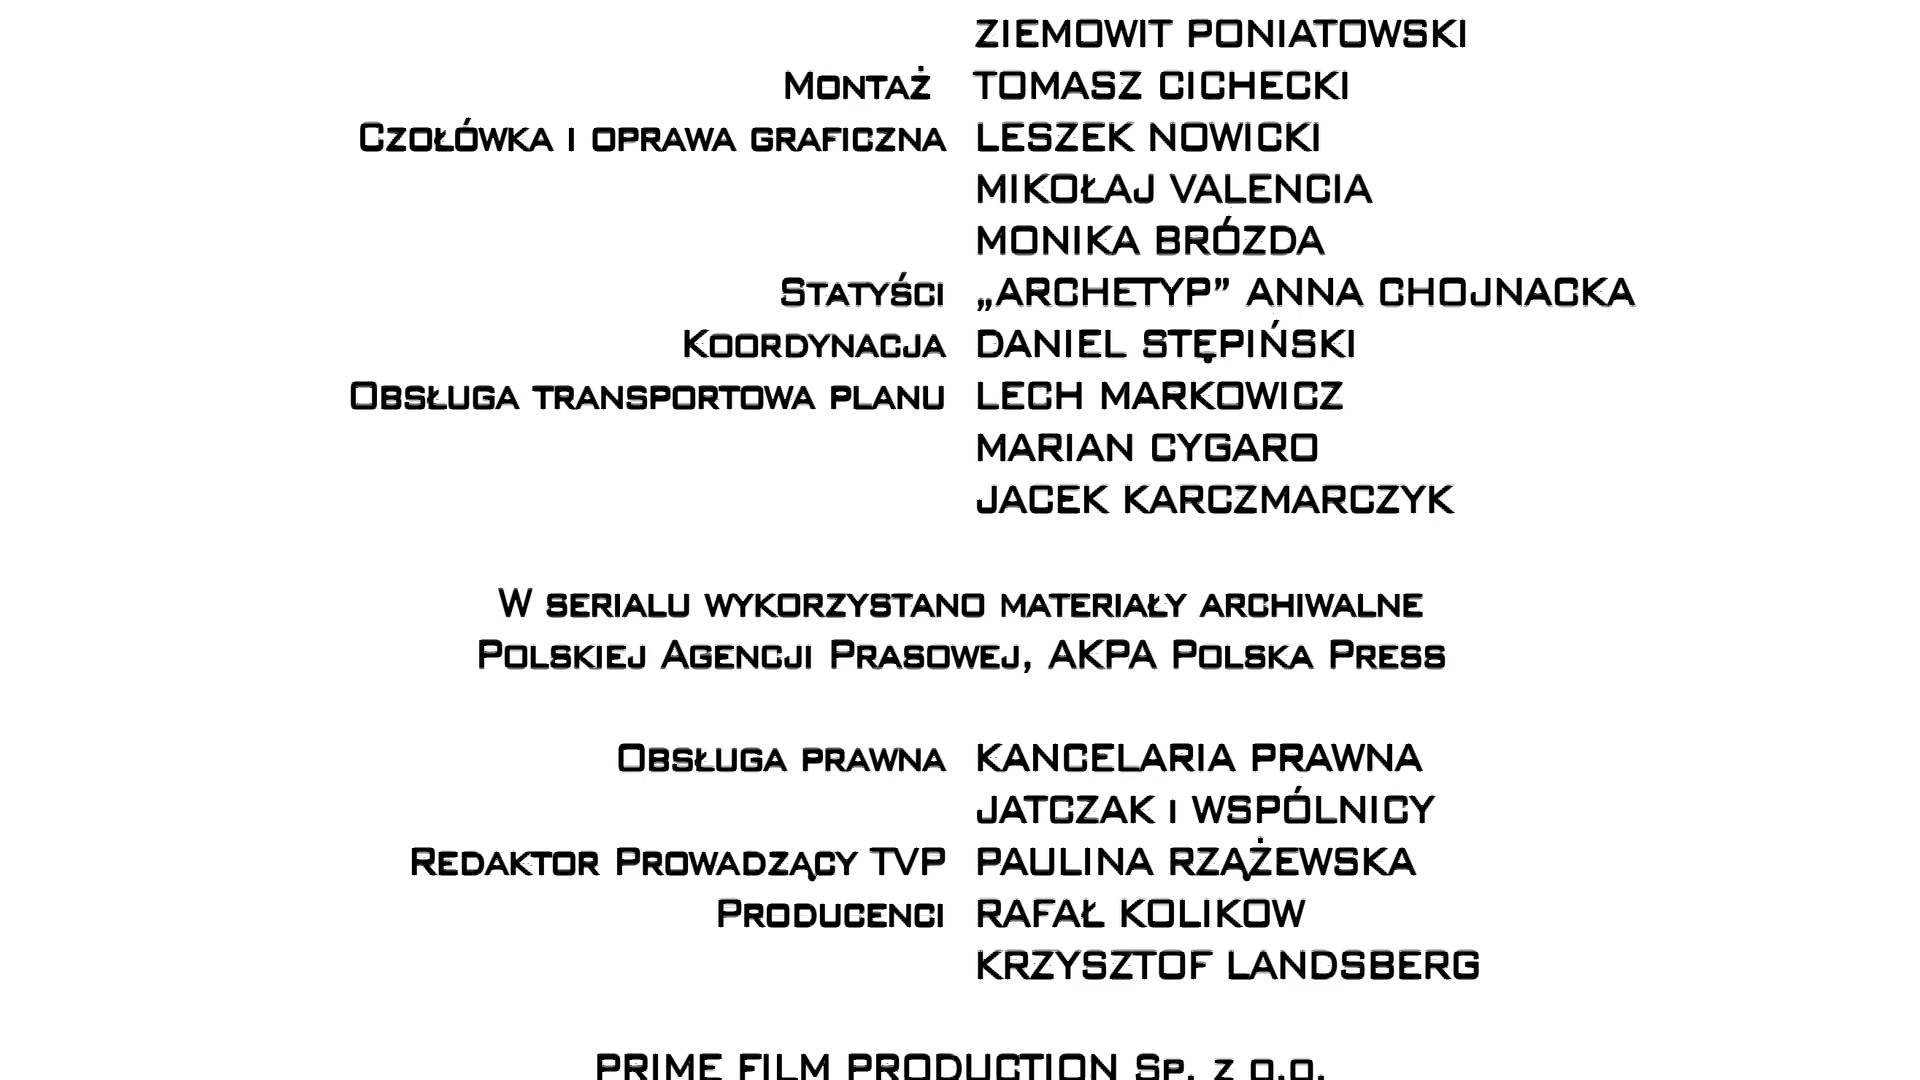 ZIEMOWIT PONIATOWSKI
Montaż TOMASZ CICHECKI
Czołówka i oprawa graficzna LESZEK NOWICKI
MIKOŁAJ VALENCIA
MONIKA BRÓZDA
Statyści „ARCHETYP” ANNA CHOJNACKA
Koordynacja DANIEL STĘPIŃSKI
Obsługa transportowa planu LECH MARKOWICZ
MARIAN CYGARO
JACEK KARCZMARCZYK
W serialu wykorzystano materiały archiwalne
Polskiej Agencji Prasowej, AKPA Polska Press
Obsługa prawna KANCELARIA PRAWNA
JATCZAK i WSPÓLNICY
Redaktor Prowadzący TVP PAULINA RZĄŻEWSKA
Producenci RAFAŁ KOLIKOW
KRZYSZTOF LANDSBERG
PRIME FILM PRODUCTION Sp. z o.o.